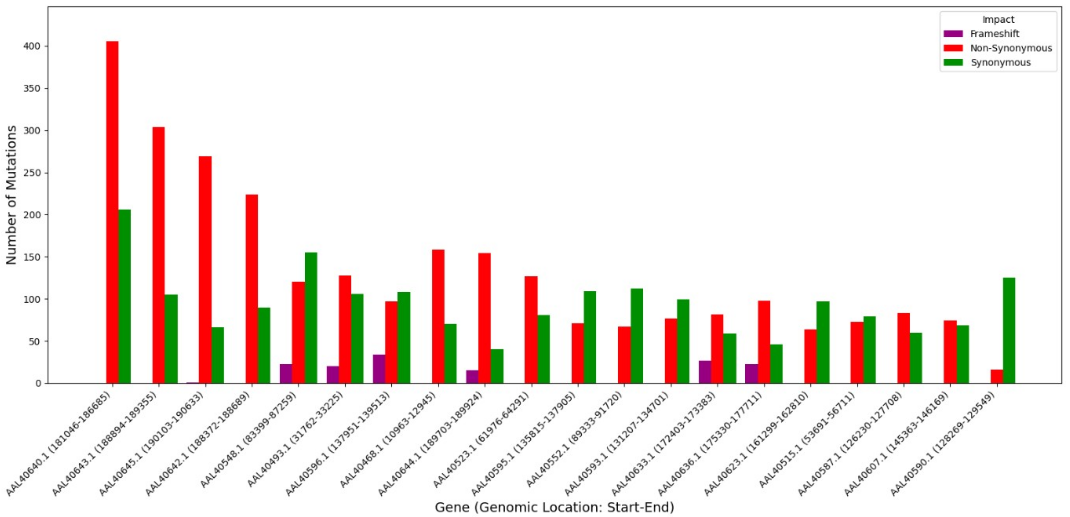 Impact
Frameshift
Non-Synonymous
Synonymous
Number of Mutations
400
350
300
250
200
150
100
50
0
AAL40640.1 (181046-186685)
AAL40643.1 (188894-189355)
AAL40645.1 (190103-190633)
AAL40642.1 (188372-188689)
AAL40548.1 (83399-87259)
AAL40493.1 (31762-33225)
AAL40596.1 (137951-139513)
AAL40468.1 (10963-12945)
AAL40644.1 (189703-189924)
AAL40523.1 (61976-64291)
AAL40595.1 (135815-137905)
AAL40552.1 (89333-91720)
AAL40593.1 (131207-134701)
AAL40633.1 (172403-173383)
AAL40636.1 (175330-177711)
AAL40623.1 (161299-162810)
AAL40515.1 (53691-56711)
AAL40587.1 (126230-127708)
AAL40607.1 (145363-146169)
AAL40590.1 (128269-129549)
Gene (Genomic Location: Start-End)